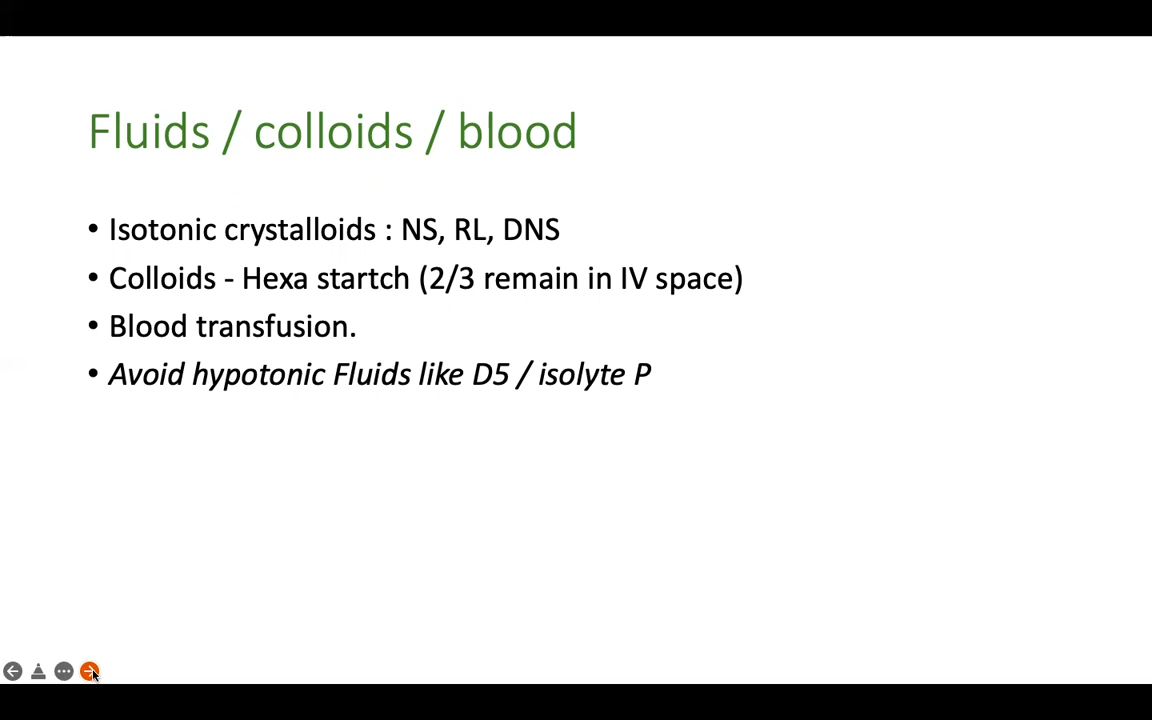 Fluids / colloids / blood
• Isotonic crystalloids : NS, RL, DNS
• Colloids - Hexa startch (2/3 remain in IV space)
• Blood transfusion.
• Avoid hypotonic Fluids like D5 / isolyte P